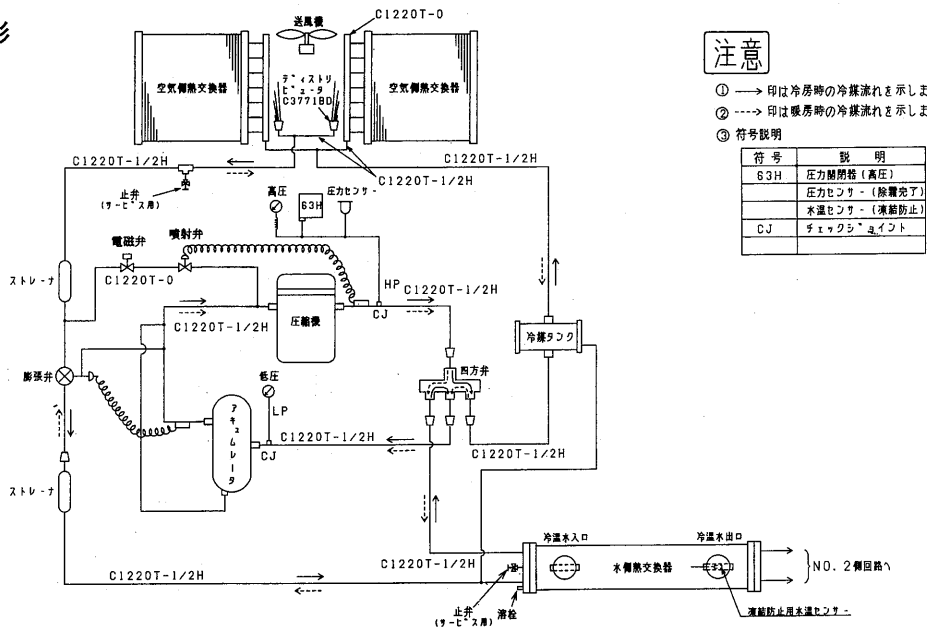 彡
送風機
C1220T-0
空気側熱交換器
ディストリ
ビュータ
C3771BD
空気側熱交換器
注意
① → 印は冷房時の冷媒流れを示しま
② ---→ 印は暖房時の冷媒流れを示しま
③ 符号説明
符号 説明
63H 圧力開閉器(高圧)
圧力センサー(除霜完了)
水温センサー(凍結防止)
CJ チェックジョイント
C1220T-1/2H
C1220T-1/2H
C1220T-1/2H
止弁
(サービス用)
高圧
63H
圧力センサー
電磁弁
噴射弁
ストレーナ
C1220T-0
HP
C1220T-1/2H
C1220T-1/2H
圧縮機
CJ
冷媒タンク
膨張弁
低圧
四方弁
アキュムレータ
LP
C1220T-1/2H
CJ
C1220T-1/2H
ストレーナ
冷温水入口
冷温水出口
水側熱交換器
NO.2側回路へ
C1220T-1/2H
C1220T-1/2H
止弁
(サービス用)
溶栓
凍結防止用水温センサー